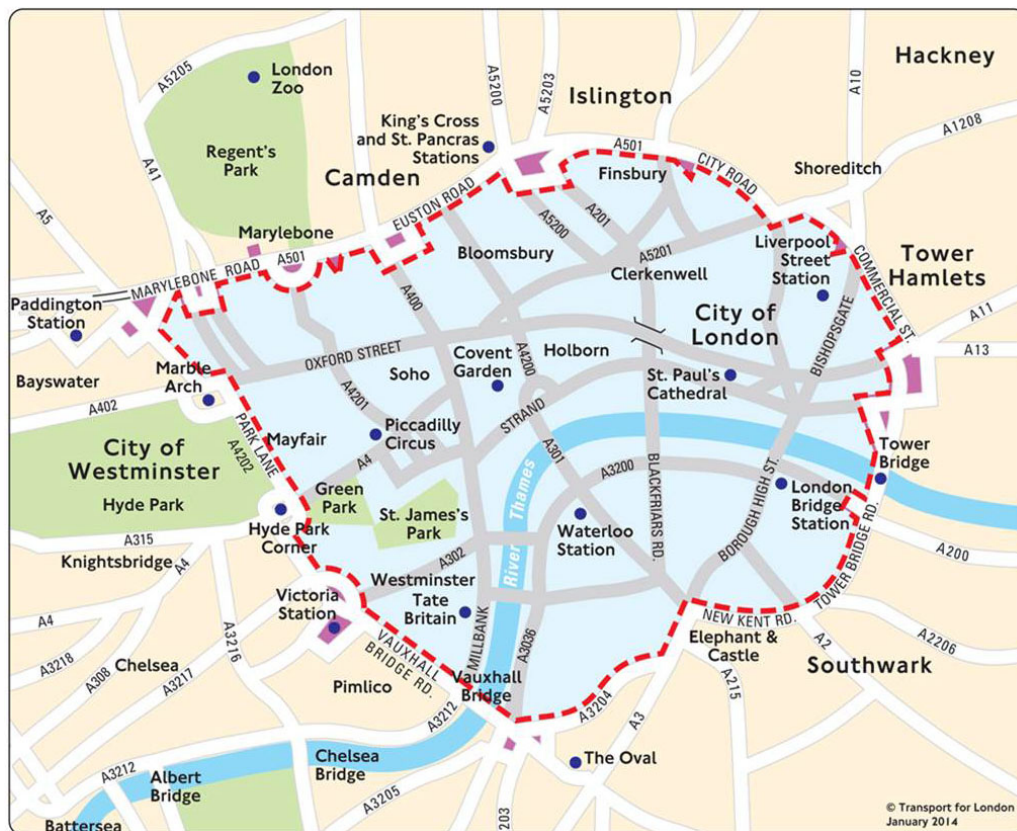 Hackney
A10
A5205
London
Zoo
A5200
A5203
Islington
A1208
King's Cross
and St. Pancras
Stations
A501
CITY ROAD
Regent's
Park
A41
Camden
Finsbury
Shoreditch
EUSTON ROAD
A5200
A201
A5
Marylebone
Bloomsbury
A5201
Liverpool
Street
Station
COMMERCIAL ST.
Tower
Hamlets
A501
MARYLEBONE ROAD
Clerkenwell
A400
Paddington
Station
City of
London
BISHOPSGATE
A11
A13
OXFORD STREET
A4200
Holborn
Covent
Garden
Soho
Marble
Arch
Bayswater
St. Paul's
Cathedral
A402
A4201
STRAND
PARK LANE
A4202
Mayfair
Piccadilly
Circus
City of
Westminster
A4
A301
A3200
BLACKFRIARS RD.
BOROUGH HIGH ST.
Tower
Bridge
Hyde Park
Green
Park
St. James's
Park
River Thames
Waterloo
Station
London
Bridge
Station
Hyde Park
Corner
A315
Knightsbridge
A4
A302
TOWER BRIDGE RD.
A200
Westminster
Tate
Britain
Victoria
Station
MILLBANK
A3036
NEW KENT RD.
A4
A3216
VAUXHALL
BRIDGE RD.
Elephant &
Castle
A2
A2206
A3218
A308
A3217
Chelsea
Pimlico
Vauxhall
Bridge
Southwark
A3212
A3204
A3
A215
The Oval
Chelsea
Bridge
A3212
Albert
Bridge
A3205
203
Battersea
© Transport for London
January 2014